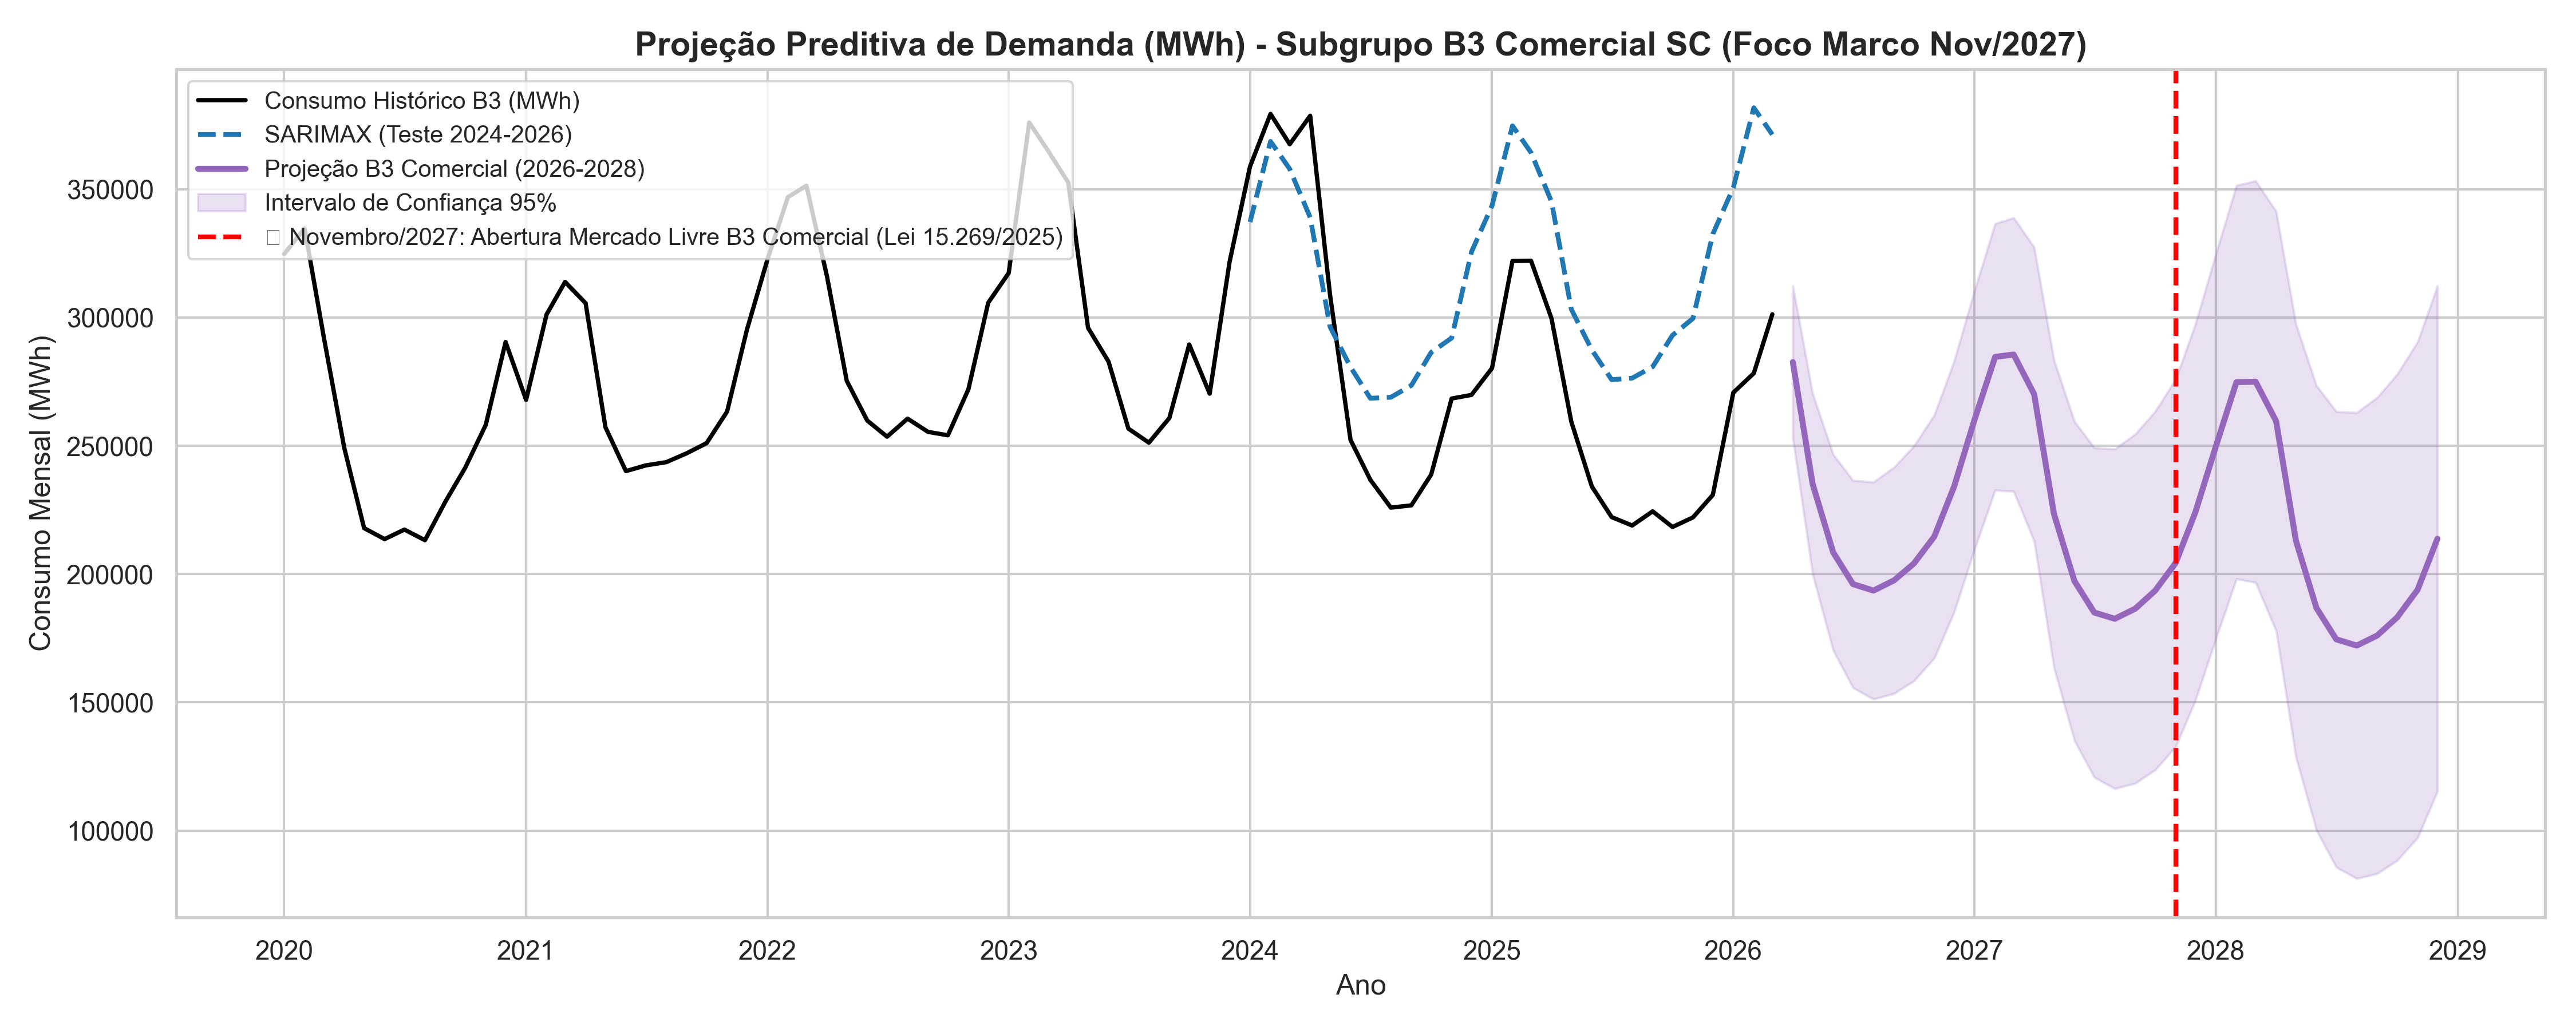 Projeção Preditiva de Demanda (MWh) - Subgrupo B3 Comercial SC (Foco Marco Nov/2027)
Consumo Histórico B3 (MWh)
SARIMAX (Teste 2024-2026)
Projeção B3 Comercial (2026-2028)
Intervalo de Confiança 95%
Novembro/2027: Abertura Mercado Livre B3 Comercial (Lei 15.269/2025)
Consumo Mensal (MWh)
350000
300000
250000
200000
150000
100000
2020 2021 2022 2023 2024 2025 2026 2027 2028 2029
Ano